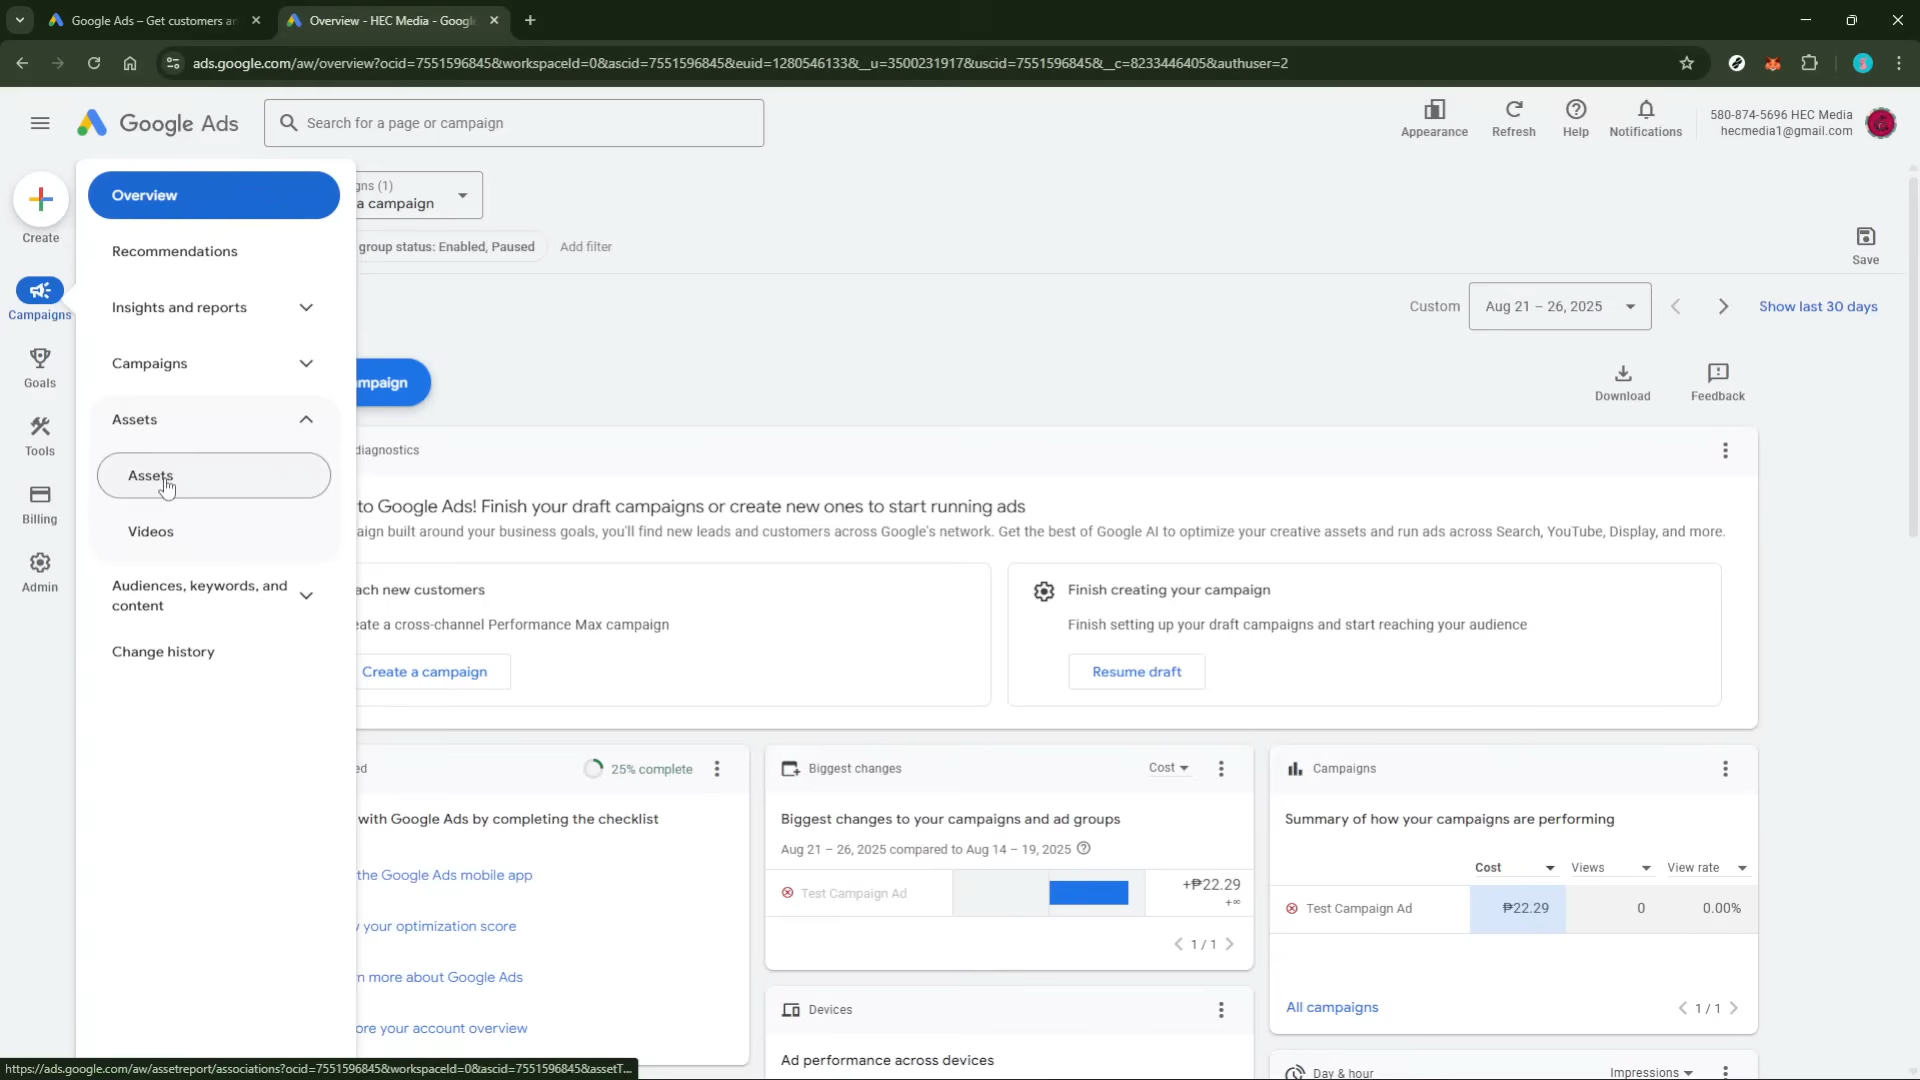 Google Ads – Get customers an
Overview - HEC Media - Google
ads.google.com/aw/overview?ocid=7551596845&workspaceId=0&ascid=7551596845&euid=1280546133&__u=3500231917&uscid=7551596845&__c=8233446405&authuser=2
Google Ads
Search for a page or campaign
Appearance
Refresh
Help
Notifications
580-874-5696 HEC Media
hecmedia1@gmail.com
Create
Campaigns
Goals
Tools
Billing
Admin
Overview
Recommendations
Insights and reports
Campaigns
Assets
Assets
Videos
Audiences, keywords, and
content
Change history
gns (1)
a campaign
group status: Enabled, Paused
Add filter
Save
Custom
Aug 21 – 26, 2025
Show last 30 days
mpaign
Download
Feedback
diagnostics
to Google Ads! Finish your draft campaigns or create new ones to start running ads
aign built around your business goals, you'll find new leads and customers across Google's network. Get the best of Google AI to optimize your creative assets and run ads across Search, YouTube, Display, and more.
ach new customers
eate a cross-channel Performance Max campaign
Create a campaign
Finish creating your campaign
Finish setting up your draft campaigns and start reaching your audience
Resume draft
ed
25% complete
with Google Ads by completing the checklist
the Google Ads mobile app
your optimization score
n more about Google Ads
ore your account overview
Biggest changes
Cost
Biggest changes to your campaigns and ad groups
Aug 21 – 26, 2025 compared to Aug 14 – 19, 2025
Test Campaign Ad
+₱22.29
+∞
1 / 1
Devices
Ad performance across devices
Campaigns
Summary of how your campaigns are performing
Cost
Views
View rate
Test Campaign Ad
₱22.29
0
0.00%
All campaigns
1 / 1
Day & hour
Impressions
https://ads.google.com/aw/assetreport/associations?ocid=7551596845&workspaceId=0&ascid=7551596845&assetT...